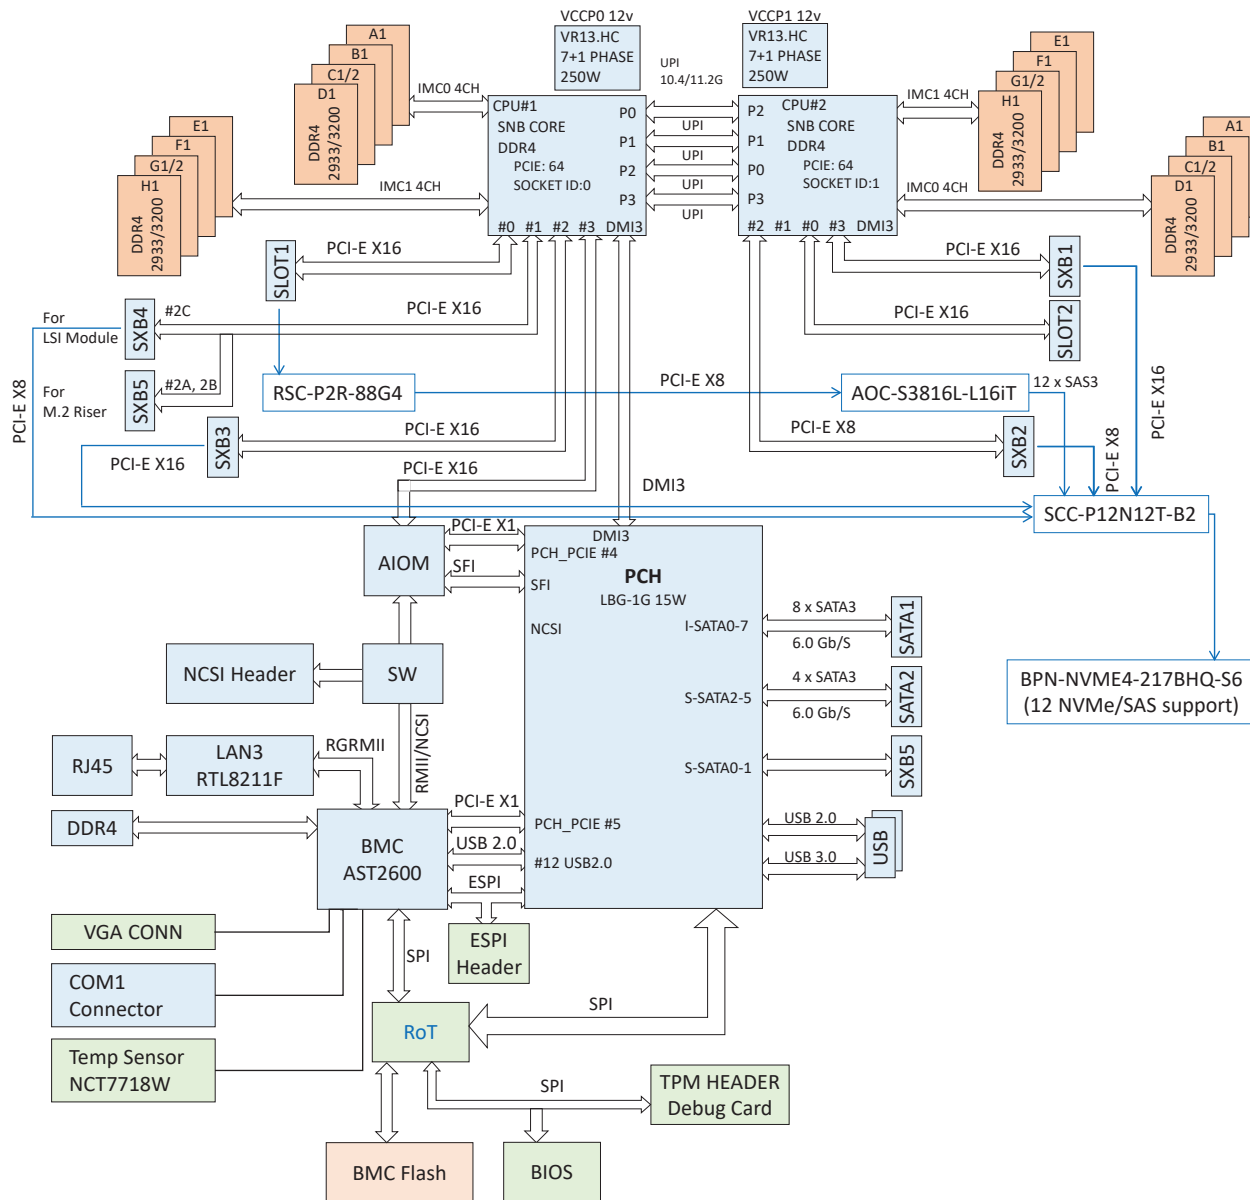 VCCP0 12v
VR13.HC
7+1 PHASE
250W
VCCP1 12v
VR13.HC
7+1 PHASE
250W
A1
B1
C1/2
D1
DDR4
2933/3200
IMC0 4CH
E1
F1
G1/2
H1
DDR4
2933/3200
IMC1 4CH
CPU#1
SNB CORE
DDR4
PCIE: 64
SOCKET ID:0
P0
P1
P2
P3
#0
#1
#2
#3
DMI3
UPI
10.4/11.2G
UPI
UPI
UPI
UPI
CPU#2
SNB CORE
DDR4
PCIE: 64
SOCKET ID:1
P2
P1
P0
P3
#2
#1
#0
#3
DMI3
IMC1 4CH
E1
F1
G1/2
H1
DDR4
2933/3200
IMC0 4CH
A1
B1
C1/2
D1
DDR4
2933/3200
SLOT1
PCI-E X16
PCI-E X16
SXB1
For
LSI Module
SXB4
#2C
PCI-E X16
PCI-E X16
SLOT2
For
M.2 Riser
SXB5
#2A, 2B
PCI-E X8
RSC-P2R-88G4
PCI-E X8
AOC-S3816L-L16iT
12 x SAS3
PCI-E X16
SXB3
PCI-E X16
PCI-E X16
PCI-E X16
PCI-E X8
SXB2
PCI-E X8
DMI3
SCC-P12N12T-B2
AIOM
PCI-E X1
SFI
DMI3
PCH_PCIE #4
PCH
LBG-1G 15W
SFI
NCSI
I-SATA0-7
8 x SATA3
6.0 Gb/S
SATA1
S-SATA2-5
4 x SATA3
6.0 Gb/S
SATA2
S-SATA0-1
SXB5
BPN-NVME4-217BHQ-S6
(12 NVMe/SAS support)
NCSI Header
SW
RMII/NCSI
RJ45
LAN3
RTL8211F
RGRMII
DDR4
BMC
AST2600
PCI-E X1
PCH_PCIE #5
USB 2.0
#12 USB2.0
ESPI
USB 2.0
USB 3.0
USB
VGA CONN
COM1
Connector
Temp Sensor
NCT7718W
SPI
ESPI
Header
RoT
SPI
SPI
TPM HEADER
Debug Card
BMC Flash
BIOS